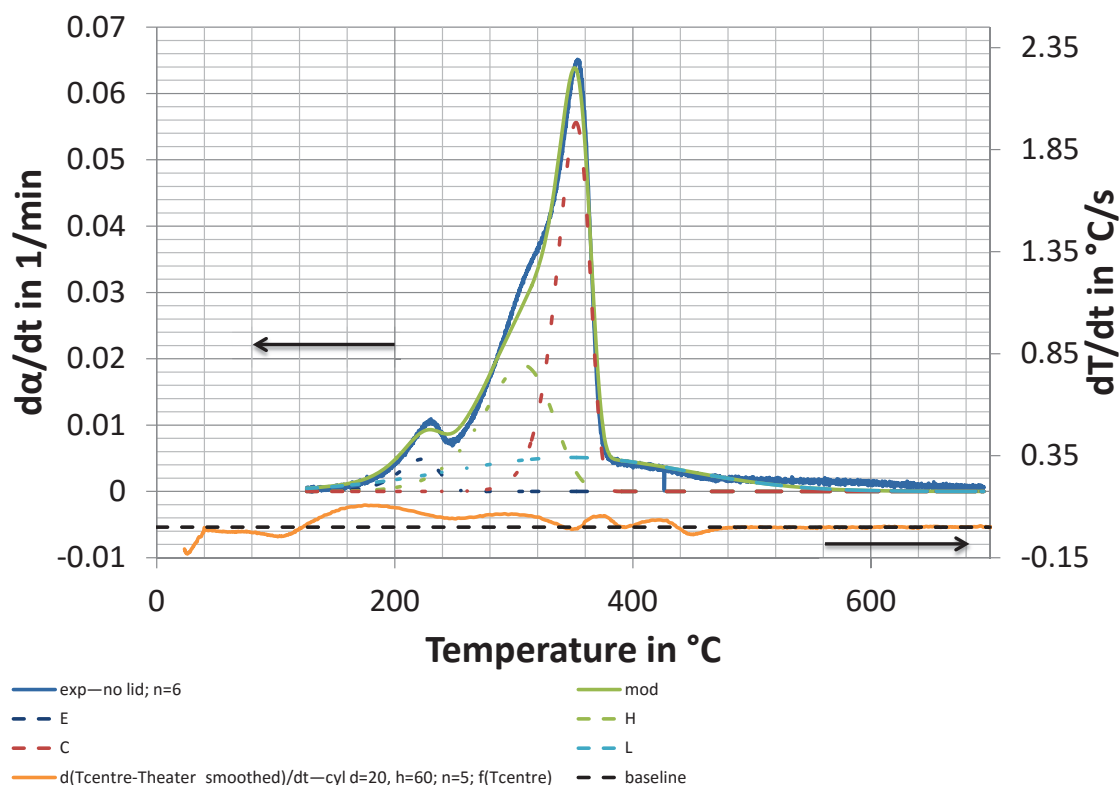 0.07
0.06
0.05
0.04
0.03
0.02
0.01
0
-0.01
dα/dt in 1/min
2.35
1.85
1.35
0.85
0.35
-0.15
dT/dt in °C/s
0 200 400 600
Temperature in °C
exp—no lid; n=6 mod
E H
C L
d(Tcentre-Theater smoothed)/dt—cyl d=20, h=60; n=5; f(Tcentre) baseline